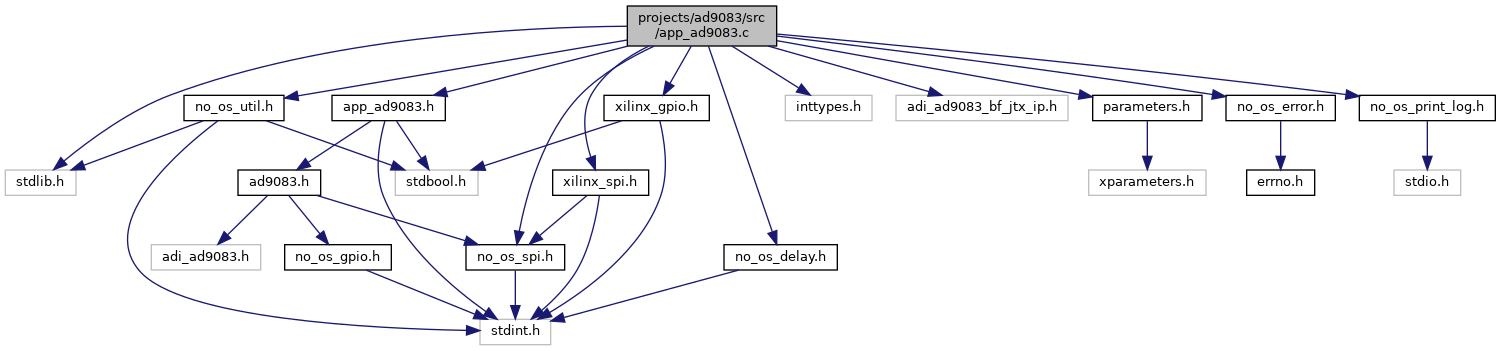 projects/ad9083/src
/app_ad9083.c
no_os_util.h
app_ad9083.h
xilinx_gpio.h
inttypes.h
adi_ad9083_bf_jtx_ip.h
parameters.h
no_os_error.h
no_os_print_log.h
stdlib.h
ad9083.h
stdbool.h
xilinx_spi.h
xparameters.h
errno.h
stdio.h
adi_ad9083.h
no_os_gpio.h
no_os_spi.h
no_os_delay.h
stdint.h